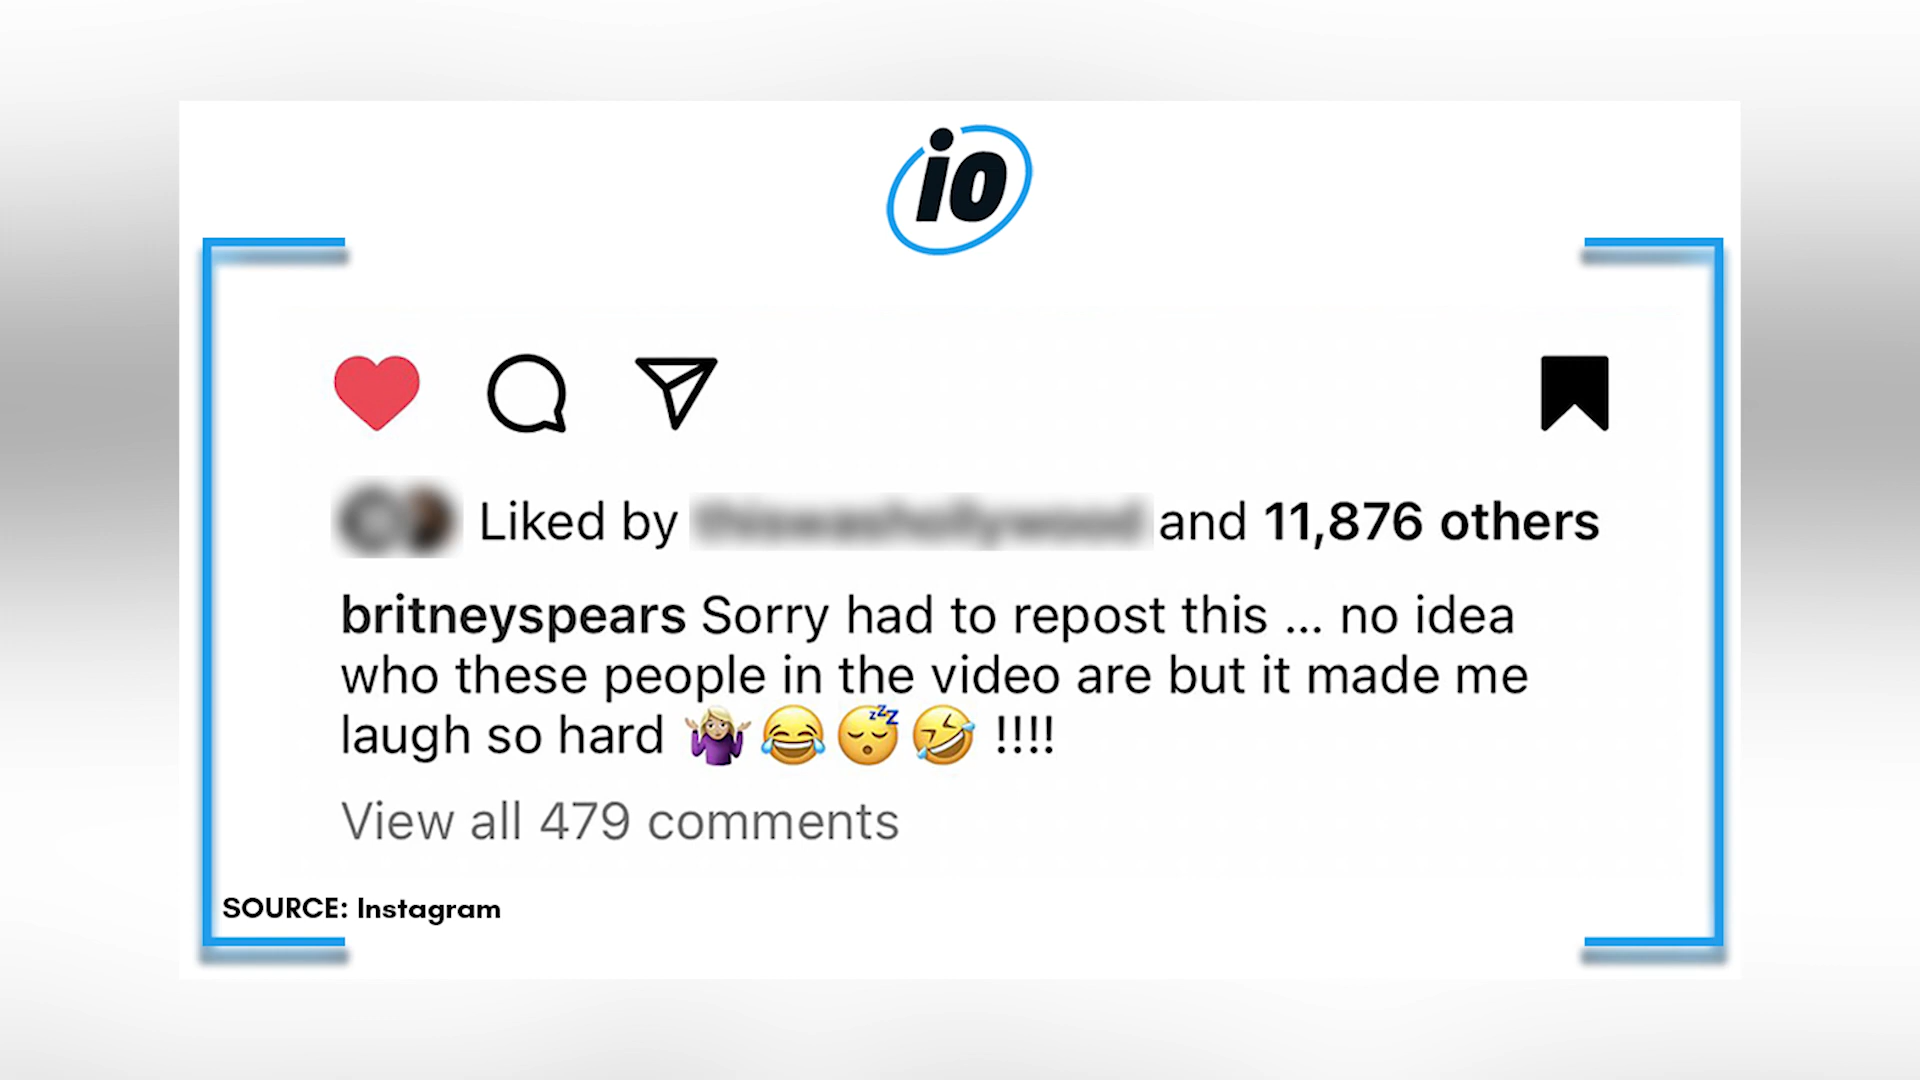 io
Liked by and 11,876 others
britneyspears Sorry had to repost this ... no idea
who these people in the video are but it made me
laugh so hard 🤷🏼‍♀️😂😴🤣 !!!!
View all 479 comments
SOURCE: Instagram